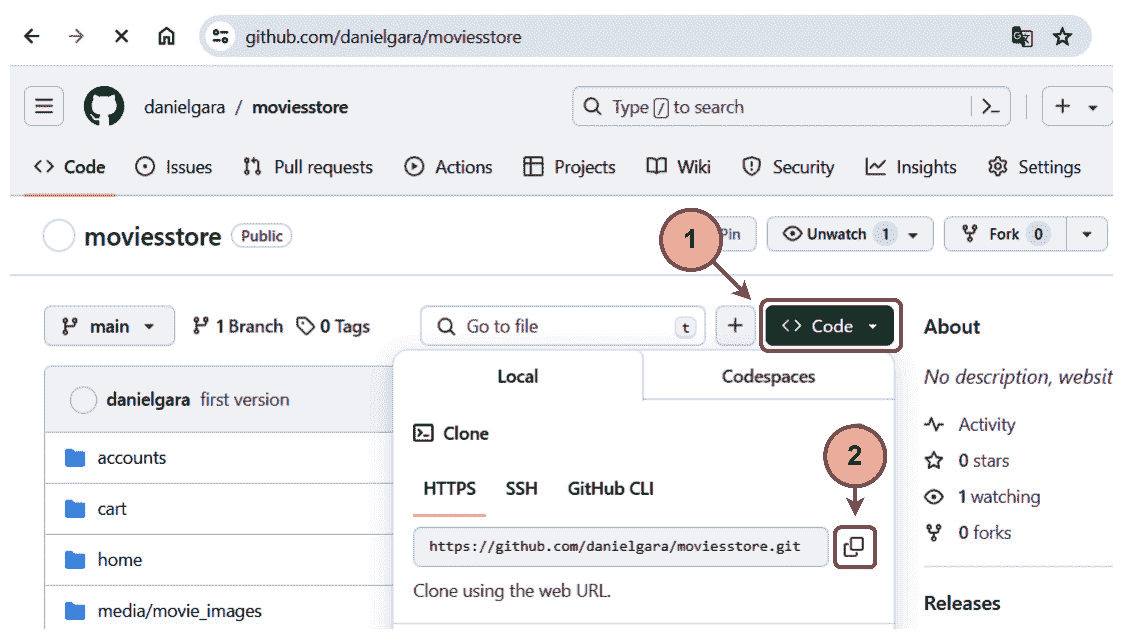 github.com/danielgara/moviesstore
danielgara / moviesstore
Type / to search
Code Issues Pull requests Actions Projects Wiki Security Insights Settings
moviesstore Public
1
Pin
Unwatch 1
Fork 0
main
1 Branch
0 Tags
Go to file
t
Code
About
Local
Codespaces
No description, websit
danielgara first version
Clone
2
Activity
accounts
0 stars
HTTPS SSH GitHub CLI
1 watching
cart
0 forks
https://github.com/danielgara/moviesstore.git
home
Clone using the web URL.
Releases
media/movie_images